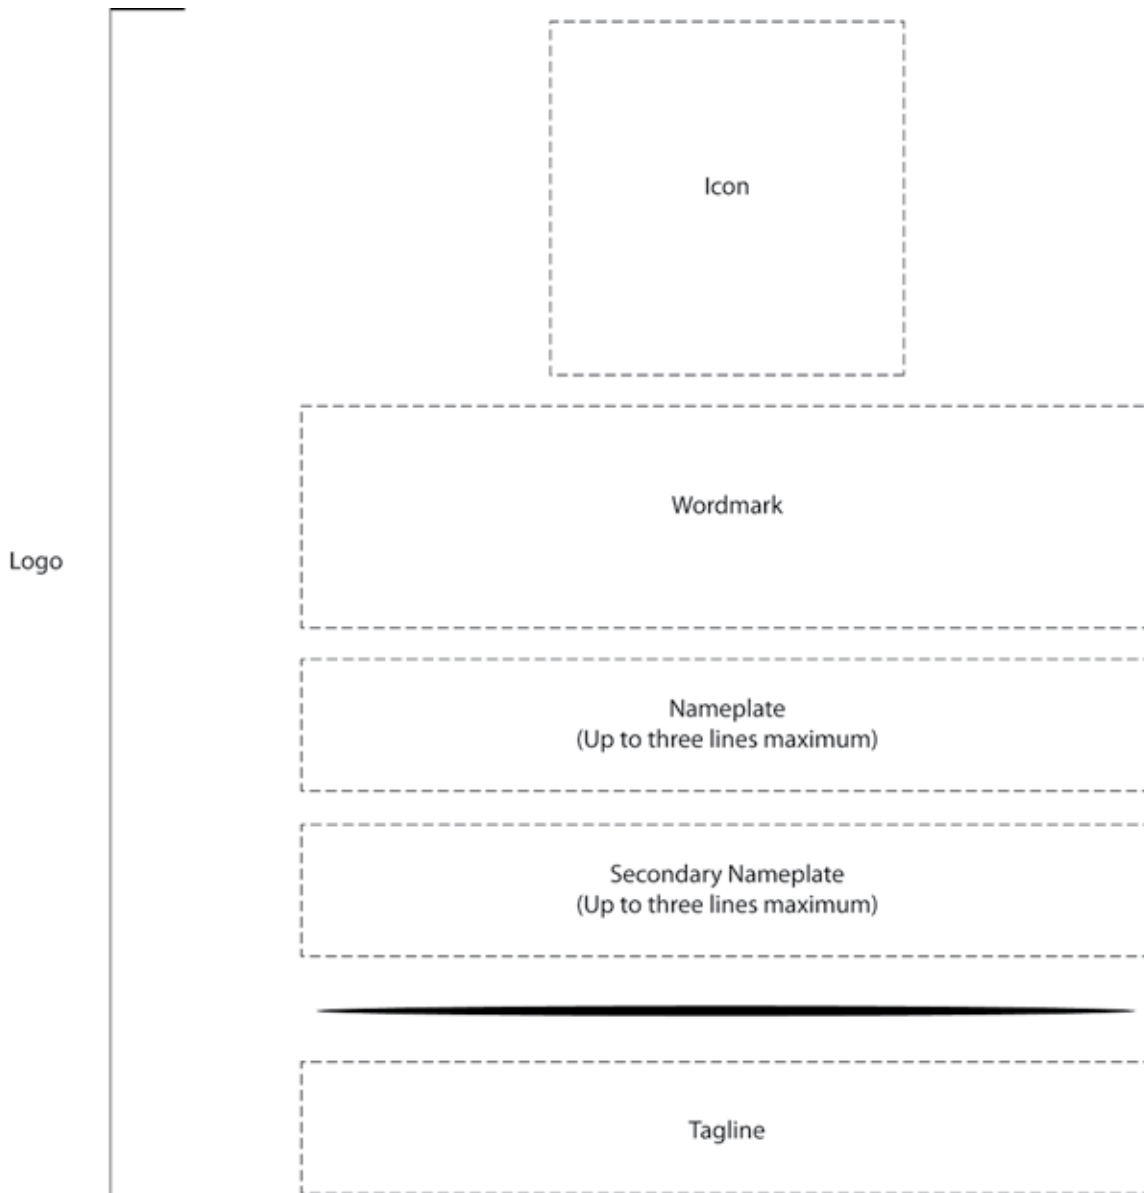 Icon
Wordmark
Logo
Nameplate
(Up to three lines maximum)
Secondary Nameplate
(Up to three lines maximum)
Tagline